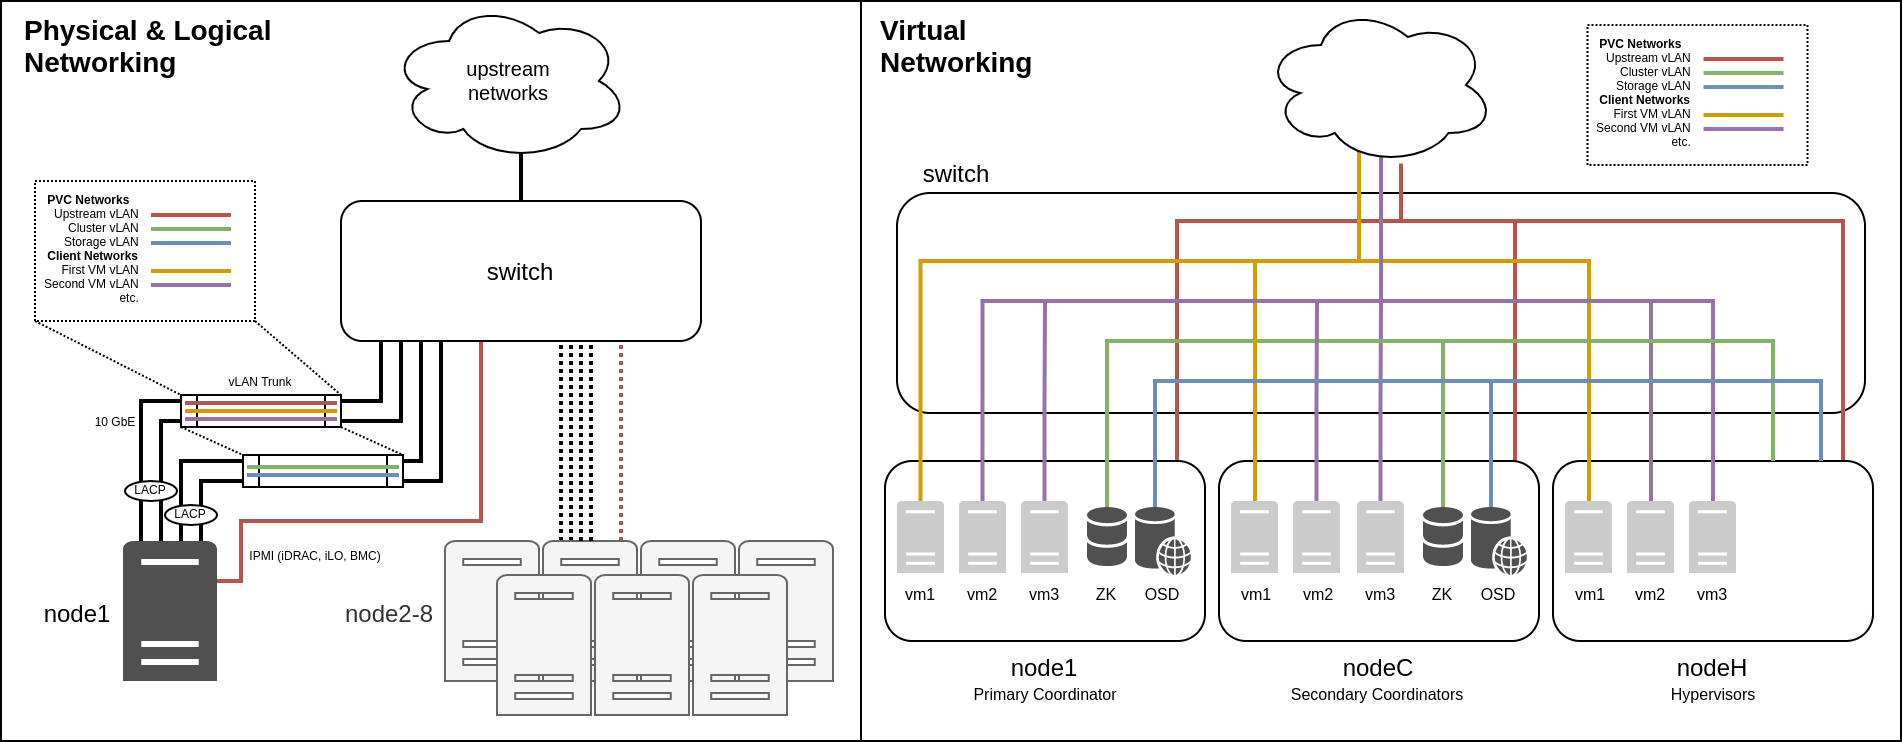 Physical & Logical
Networking
upstream
networks
PVC Networks
Upstream vLAN
Cluster vLAN
Storage vLAN
Client Networks
First VM vLAN
Second VM vLAN
etc.
switch
vLAN Trunk
10 GbE
LACP
LACP
IPMI (iDRAC, iLO, BMC)
node1
node2-8
Virtual
Networking
PVC Networks
Upstream vLAN
Cluster vLAN
Storage vLAN
Client Networks
First VM vLAN
Second VM vLAN
etc.
switch
vm1 vm2 vm3 ZK OSD
vm1 vm2 vm3 ZK OSD
vm1 vm2 vm3
node1
Primary Coordinator
nodeC
Secondary Coordinators
nodeH
Hypervisors